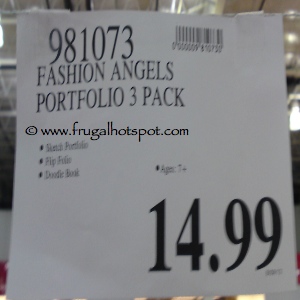 981073
FASHION ANGELS
PORTFOLIO 3 PACK
© www.frugalhotspot.com
• Sketch Portfolio
• Flip Folio
• Doodle Book
• Ages: 7+
14.99